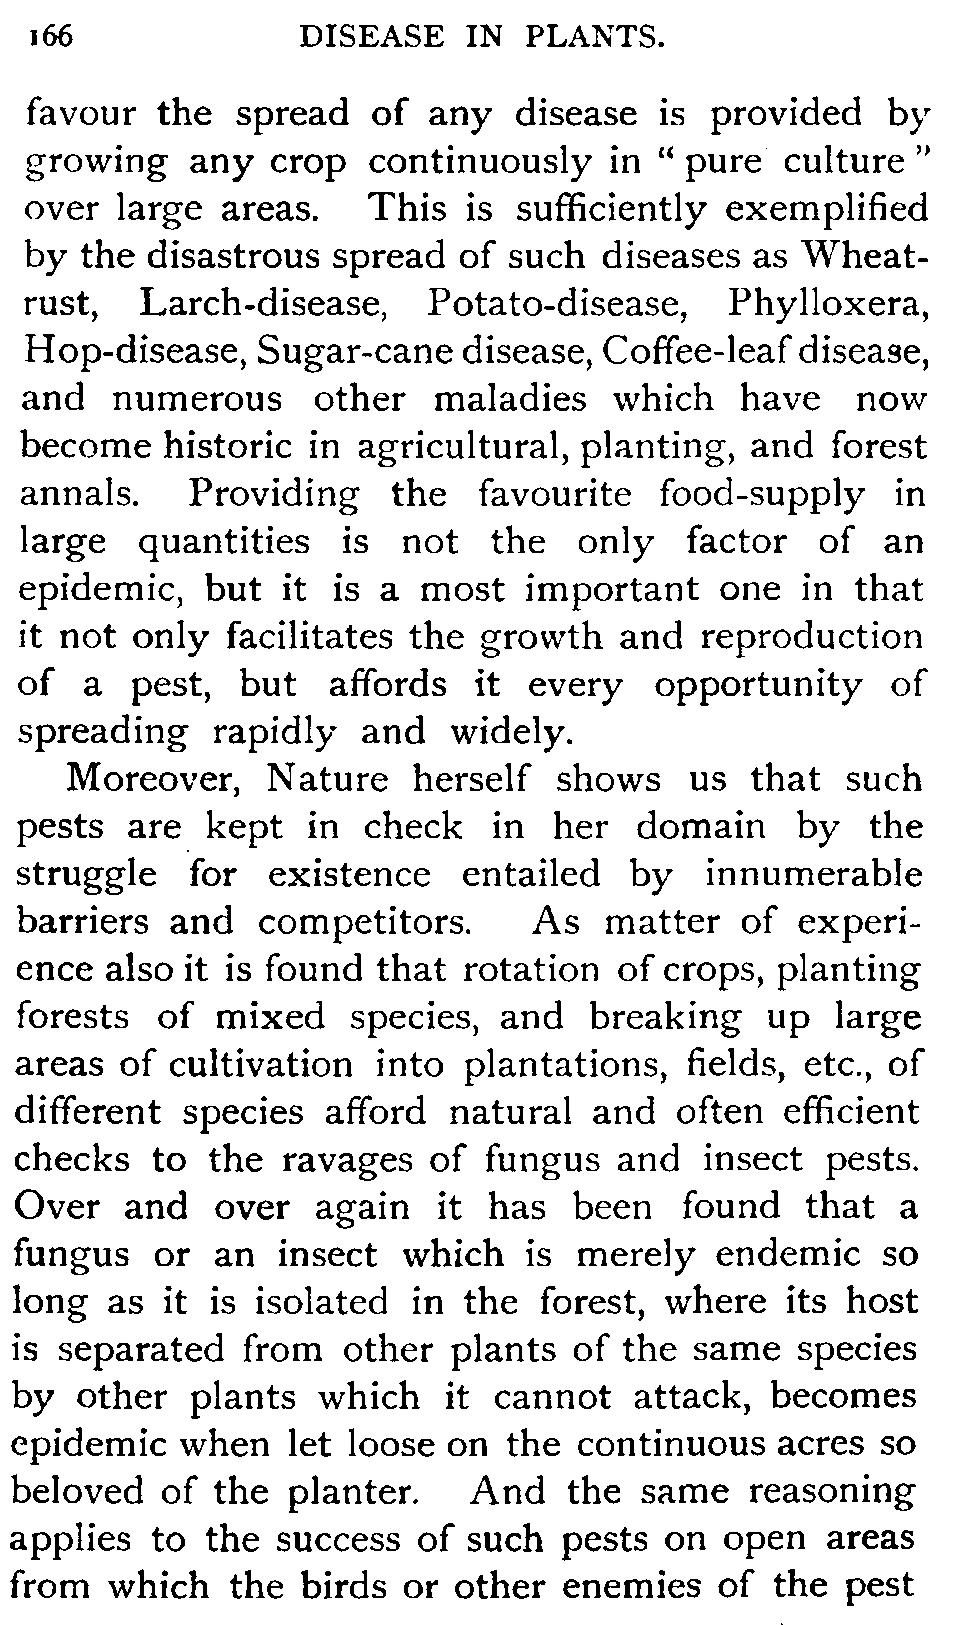 166 DISEASE IN PLANTS.
favour the spread of any disease is provided by
growing any crop continuously in “ pure culture ”
over large areas. This is sufficiently exemplified
by the disastrous spread of such diseases as Wheat-
rust, Larch-disease, Potato-disease, Phylloxera,
Hop-disease, Sugar-cane disease, Coffee-leaf disease,
and numerous other maladies which have now
become historic in agricultural, planting, and forest
annals. Providing the favourite food-supply in
large quantities is not the only factor of an
epidemic, but it is a most important one in that
it not only facilitates the growth and reproduction
of a pest, but affords it every opportunity of
spreading rapidly and widely.
Moreover, Nature herself shows us that such
pests are kept in check in her domain by the
struggle for existence entailed by innumerable
barriers and competitors. As matter of experi-
ence also it is found that rotation of crops, planting
forests of mixed species, and breaking up large
areas of cultivation into plantations, fields, etc., of
different species afford natural and often efficient
checks to the ravages of fungus and insect pests.
Over and over again it has been found that a
fungus or an insect which is merely endemic so
long as it is isolated in the forest, where its host
is separated from other plants of the same species
by other plants which it cannot attack, becomes
epidemic when let loose on the continuous acres so
beloved of the planter. And the same reasoning
applies to the success of such pests on open areas
from which the birds or other enemies of the pest